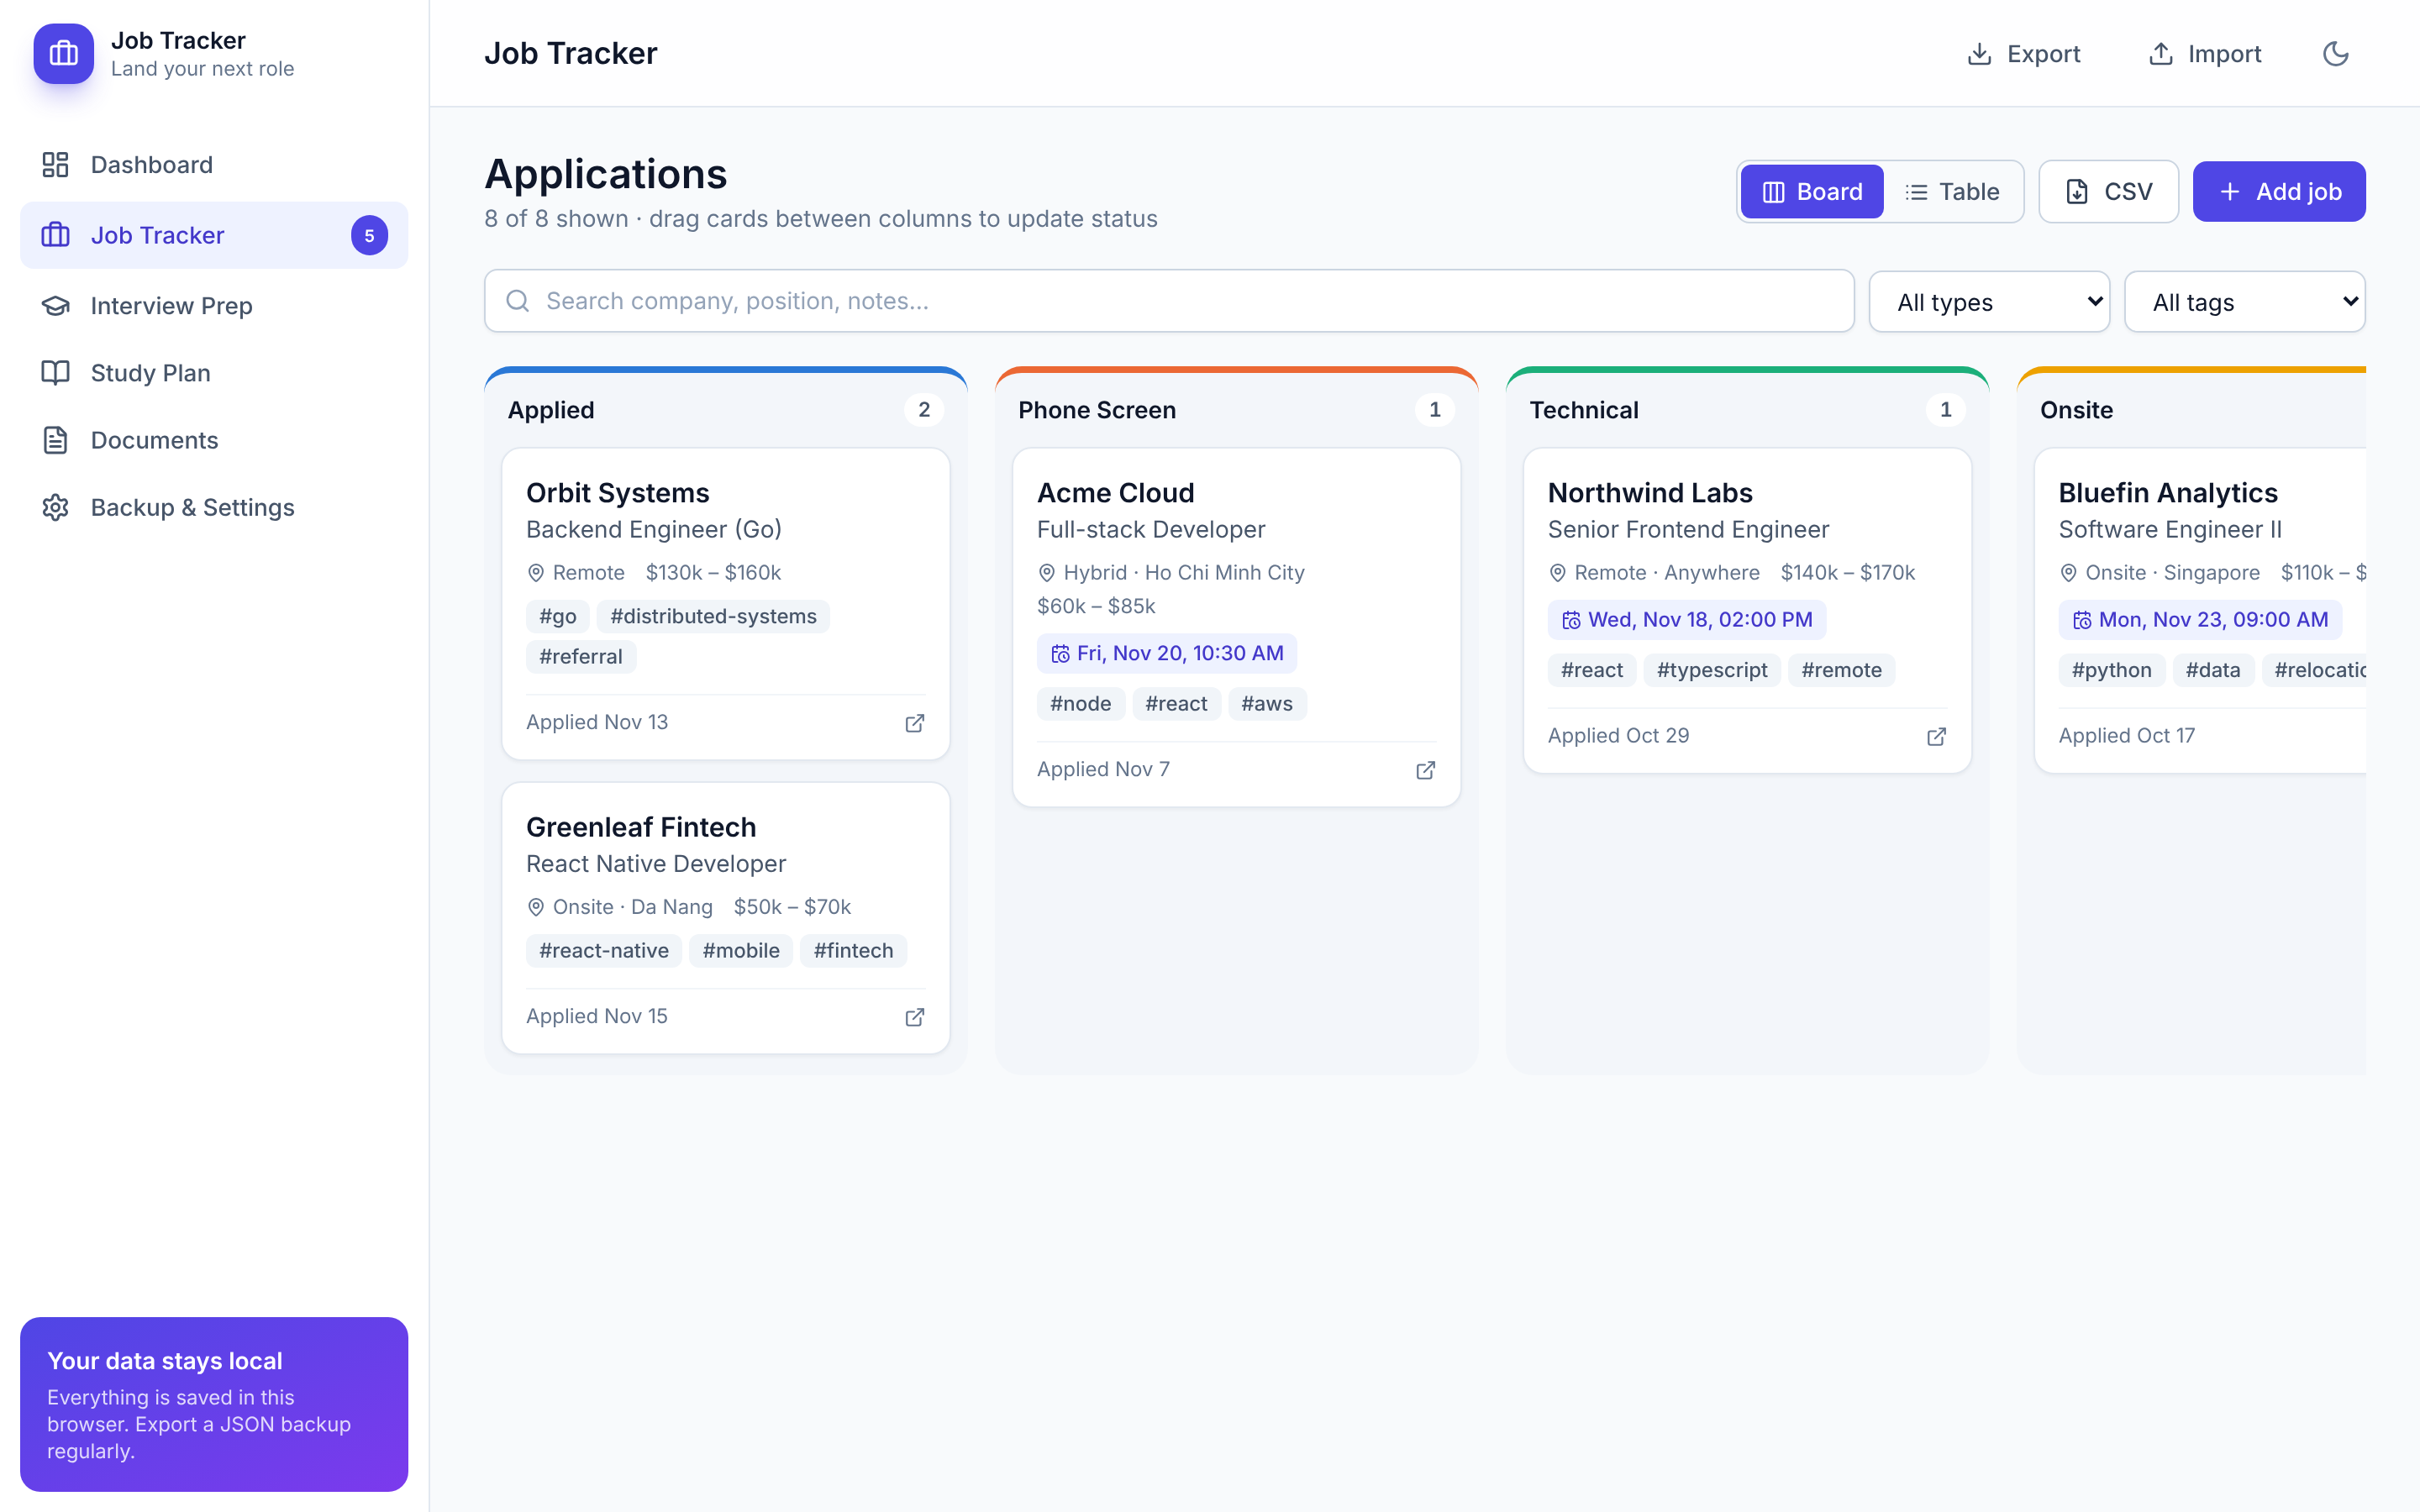 Job Tracker
Land your next role
Dashboard
Job Tracker
5
Interview Prep
Study Plan
Documents
Backup & Settings
Your data stays local
Everything is saved in this
browser. Export a JSON backup
regularly.
Job Tracker
Export
Import
Applications
8 of 8 shown · drag cards between columns to update status
Board
Table
CSV
Add job
Search company, position, notes...
All types
All tags
Applied
2
Orbit Systems
Backend Engineer (Go)
Remote $130k – $160k
#go #distributed-systems
#referral
Applied Nov 13
Greenleaf Fintech
React Native Developer
Onsite · Da Nang $50k – $70k
#react-native #mobile #fintech
Applied Nov 15
Phone Screen
1
Acme Cloud
Full-stack Developer
Hybrid · Ho Chi Minh City
$60k – $85k
Fri, Nov 20, 10:30 AM
#node #react #aws
Applied Nov 7
Technical
1
Northwind Labs
Senior Frontend Engineer
Remote · Anywhere $140k – $170k
Wed, Nov 18, 02:00 PM
#react #typescript #remote
Applied Oct 29
Onsite
Bluefin Analytics
Software Engineer II
Onsite · Singapore $110k – $
Mon, Nov 23, 09:00 AM
#python #data
Applied Oct 17